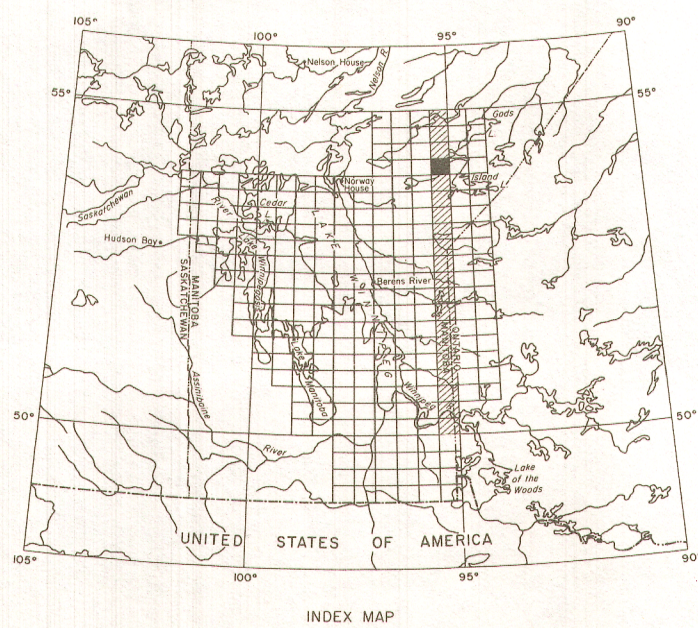 105°
100°
95°
90°
Nelson House
Nelson R.
55°
55°
Gods
L.
Norway
House
Island
L.
Saskatchewan
River
Cedar
L.
LAKE
Hudson Bay
Lake
Winnipegosis
Berens River
MANITOBA
SASKATCHEWAN
WINNIPEG
ONTARIO
MANITOBA
Lake
Manitoba
Assiniboine
Winnipeg
R.
50°
50°
River
Lake
of the
Woods
UNITED STATES OF AMERICA
105°
100°
95°
90°
INDEX MAP